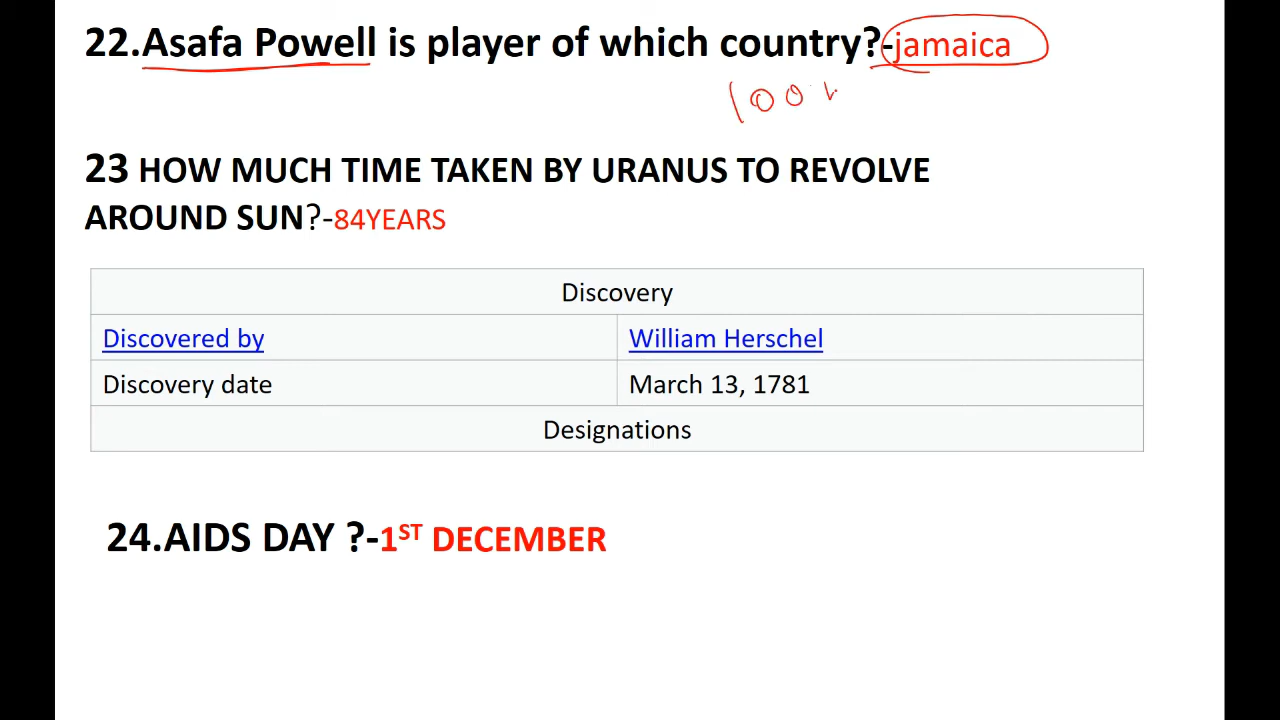 22.Asafa Powell is player of which country?-jamaica
100
23 HOW MUCH TIME TAKEN BY URANUS TO REVOLVE
AROUND SUN?-84YEARS
Discovery
Discovered by William Herschel
Discovery date March 13, 1781
Designations
24.AIDS DAY ?-1ST DECEMBER